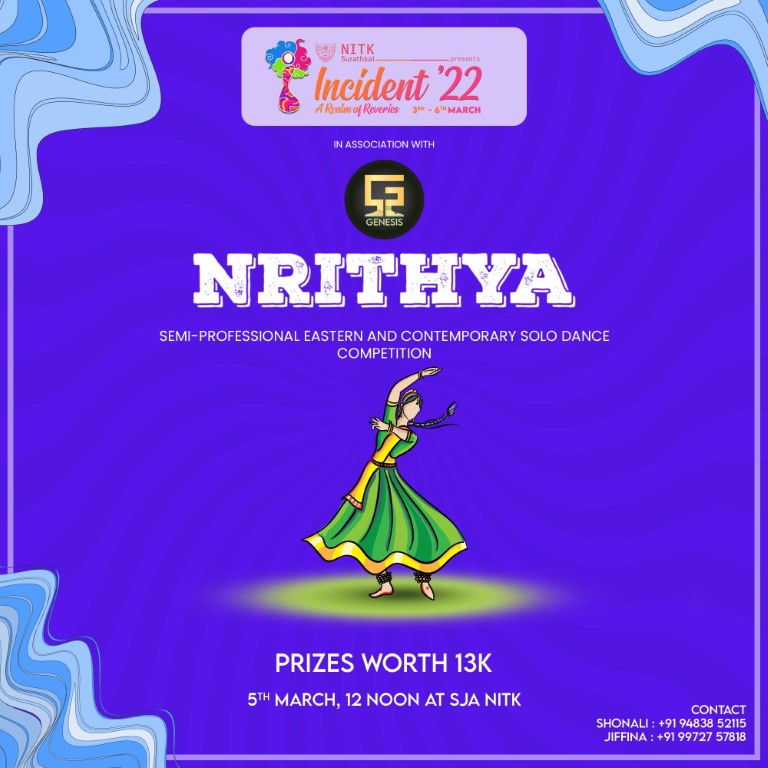 NITK
Surathkal
presents
Incident '22
A Realm of Reveries 3RD - 6TH MARCH
IN ASSOCIATION WITH
G
GENESIS
NRITHYA
SEMI-PROFESSIONAL EASTERN AND CONTEMPORARY SOLO DANCE
COMPETITION
PRIZES WORTH 13K
5TH MARCH, 12 NOON AT SJA NITK
CONTACT
SHONALI : +91 94838 52115
JIFFINA : +91 99727 57818